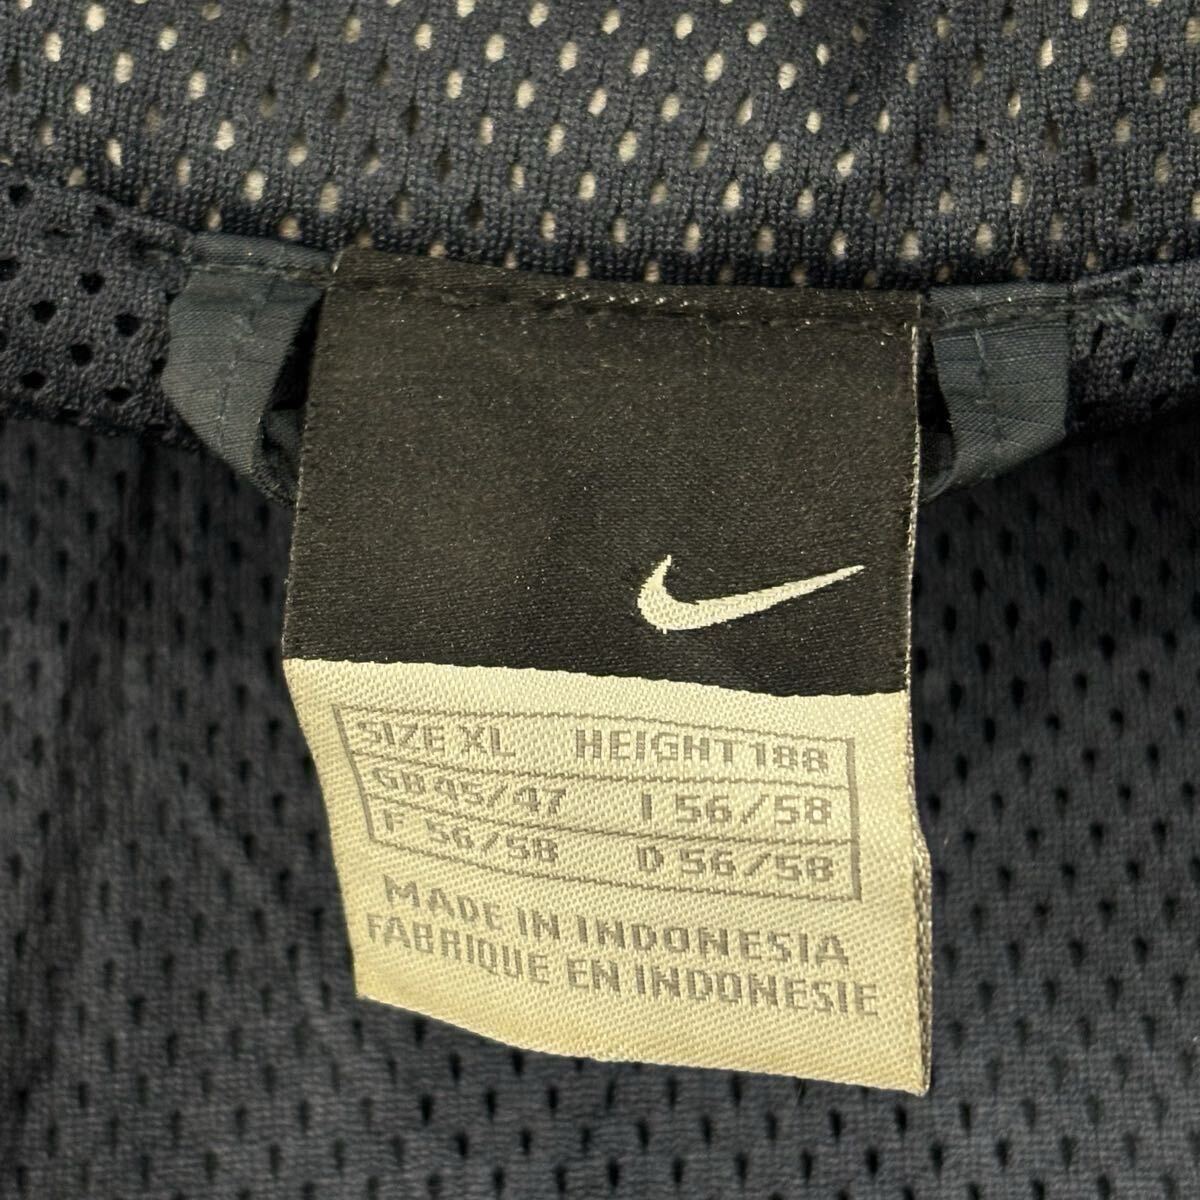 SIZE XL HEIGHT 188
GB 45/47 I 56/58
F 56/58 D 56/58
MADE IN INDONESIA
FABRIQUE EN INDONESIE